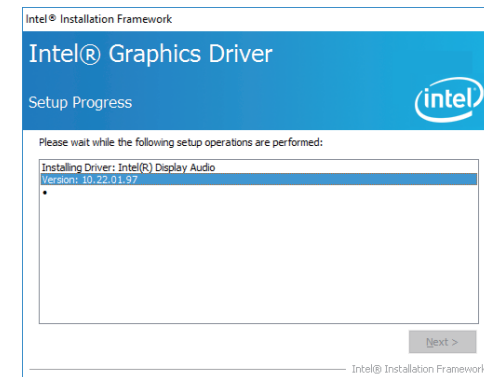 Intel® Installation Framework
Intel® Graphics Driver
Setup Progress
intel
Please wait while the following setup operations are performed:
Installing Driver: Intel(R) Display Audio
Version: 10.22.01.97
•
Next >
Intel® Installation Framework